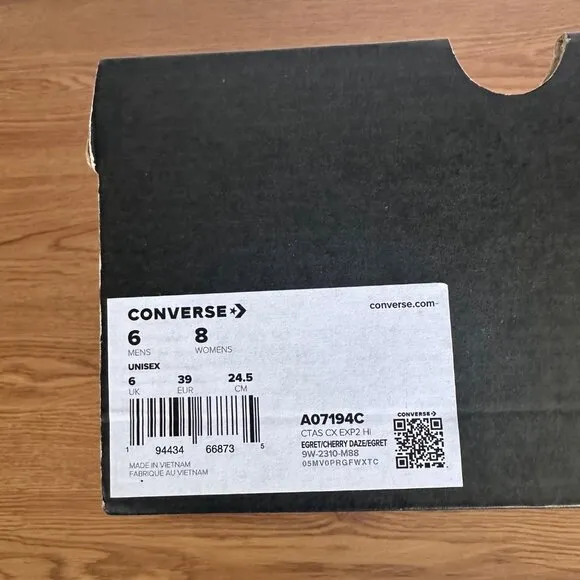 CONVERSE
converse.com
6 8
MENS WOMENS
UNISEX
6 39 24.5
UK EUR CM
1 94434 66873 5
MADE IN VIETNAM
FABRIQUE AU VIETNAM
CONVERSE
A07194C
CTAS CX EXP2 HI
EGRET/CHERRY DAZE/EGRET
9W-2310-M88
05MV0PRGFWXTC